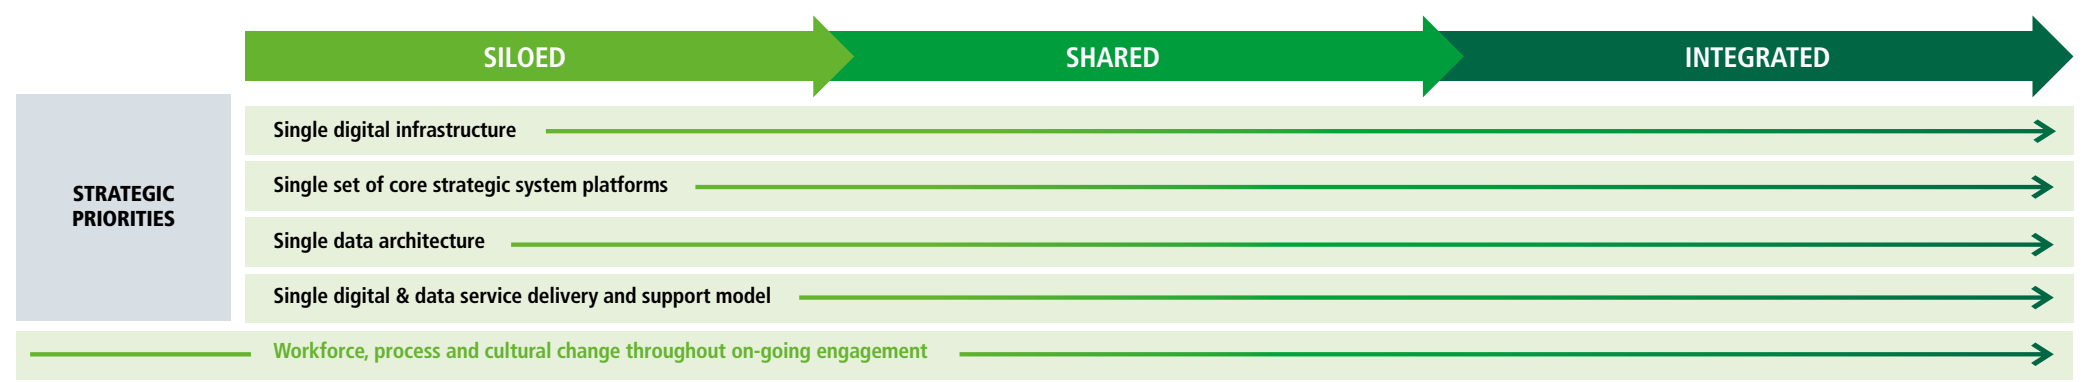 SILOED
SHARED
INTEGRATED
STRATEGIC
PRIORITIES
Single digital infrastructure
Single set of core strategic system platforms
Single data architecture
Single digital & data service delivery and support model
Workforce, process and cultural change throughout on-going engagement